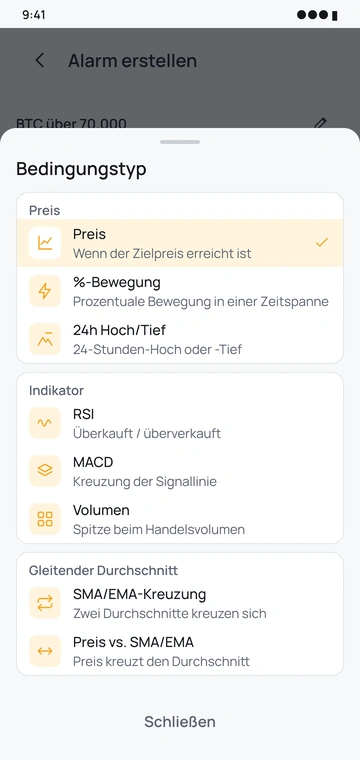 9:41
Alarm erstellen
BTC über 70.000
Bedingungstyp
Preis
Preis
Wenn der Zielpreis erreicht ist
%-Bewegung
Prozentuale Bewegung in einer Zeitspanne
24h Hoch/Tief
24-Stunden-Hoch oder -Tief
Indikator
RSI
Überkauft / überverkauft
MACD
Kreuzung der Signallinie
Volumen
Spitze beim Handelsvolumen
Gleitender Durchschnitt
SMA/EMA-Kreuzung
Zwei Durchschnitte kreuzen sich
Preis vs. SMA/EMA
Preis kreuzt den Durchschnitt
Schließen